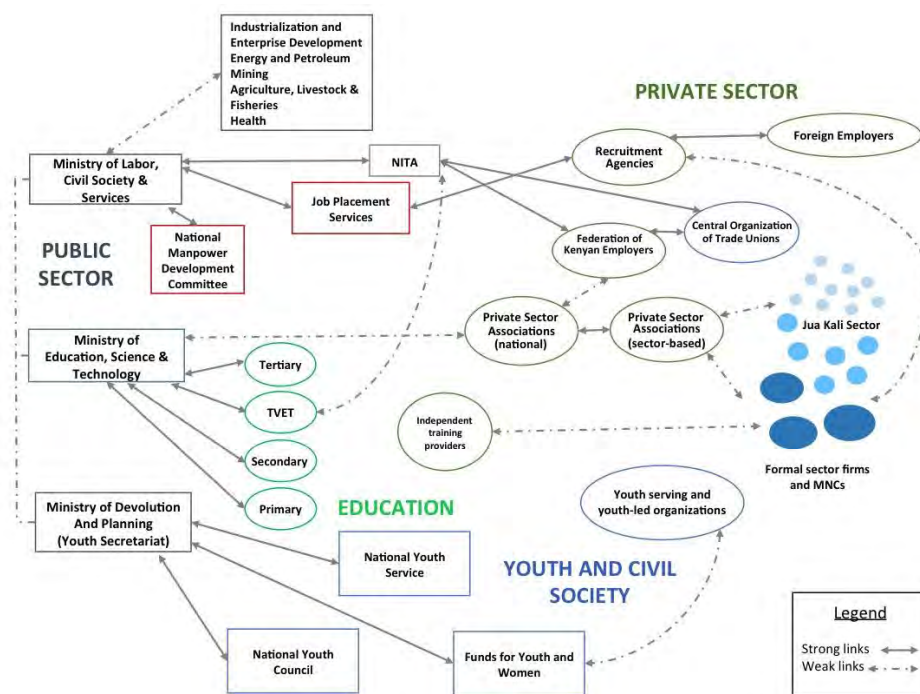 Industrialization and
Enterprise Development
Energy and Petroleum
Mining
Agriculture, Livestock &
Fisheries
Health
PRIVATE SECTOR
Foreign Employers
Recruitment
Agencies
NITA
Ministry of Labor,
Civil Society &
Services
Job Placement
Services
Central Organization
of Trade Unions
Federation of
Kenyan Employers
National
Manpower
Development
Committee
PUBLIC
SECTOR
Private Sector
Associations
(national)
Private Sector
Associations
(sector-based)
Jua Kali Sector
Ministry of
Education, Science &
Technology
Tertiary
TVET
Secondary
Primary
Independent
training
providers
Formal sector firms
and MNCs
EDUCATION
Ministry of Devolution
And Planning
(Youth Secretariat)
Youth serving and
youth-led organizations
National Youth
Service
YOUTH AND CIVIL
SOCIETY
National Youth
Council
Funds for Youth and
Women
Legend
Strong links
Weak links